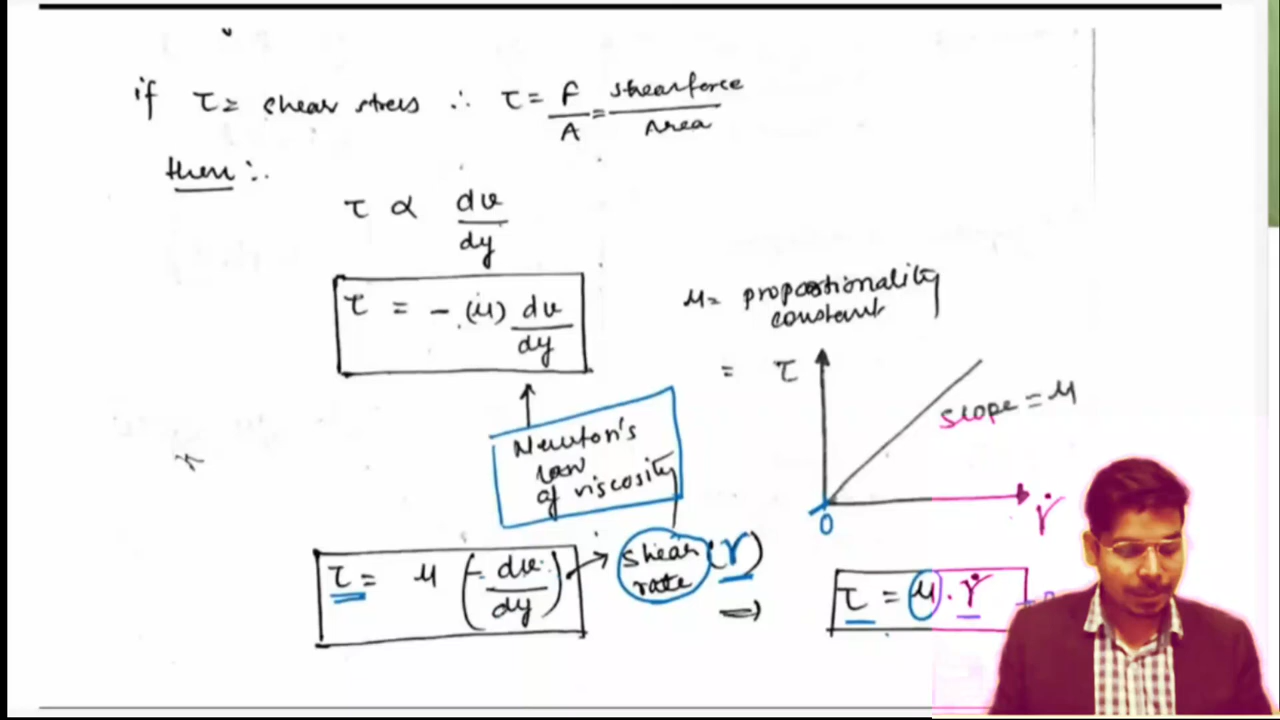 if τ = shear stress ∴ τ = F/A = shear force/Area
then :.
τ ∝ dv/dy
τ = - (μ) dv/dy
μ = proportionality
constant
= τ
slope = μ
0
γ̇
Newton's
law
of viscosity
τ = μ (- dv/dy) → shear rate (γ̇)
⇒ τ = μ . γ̇